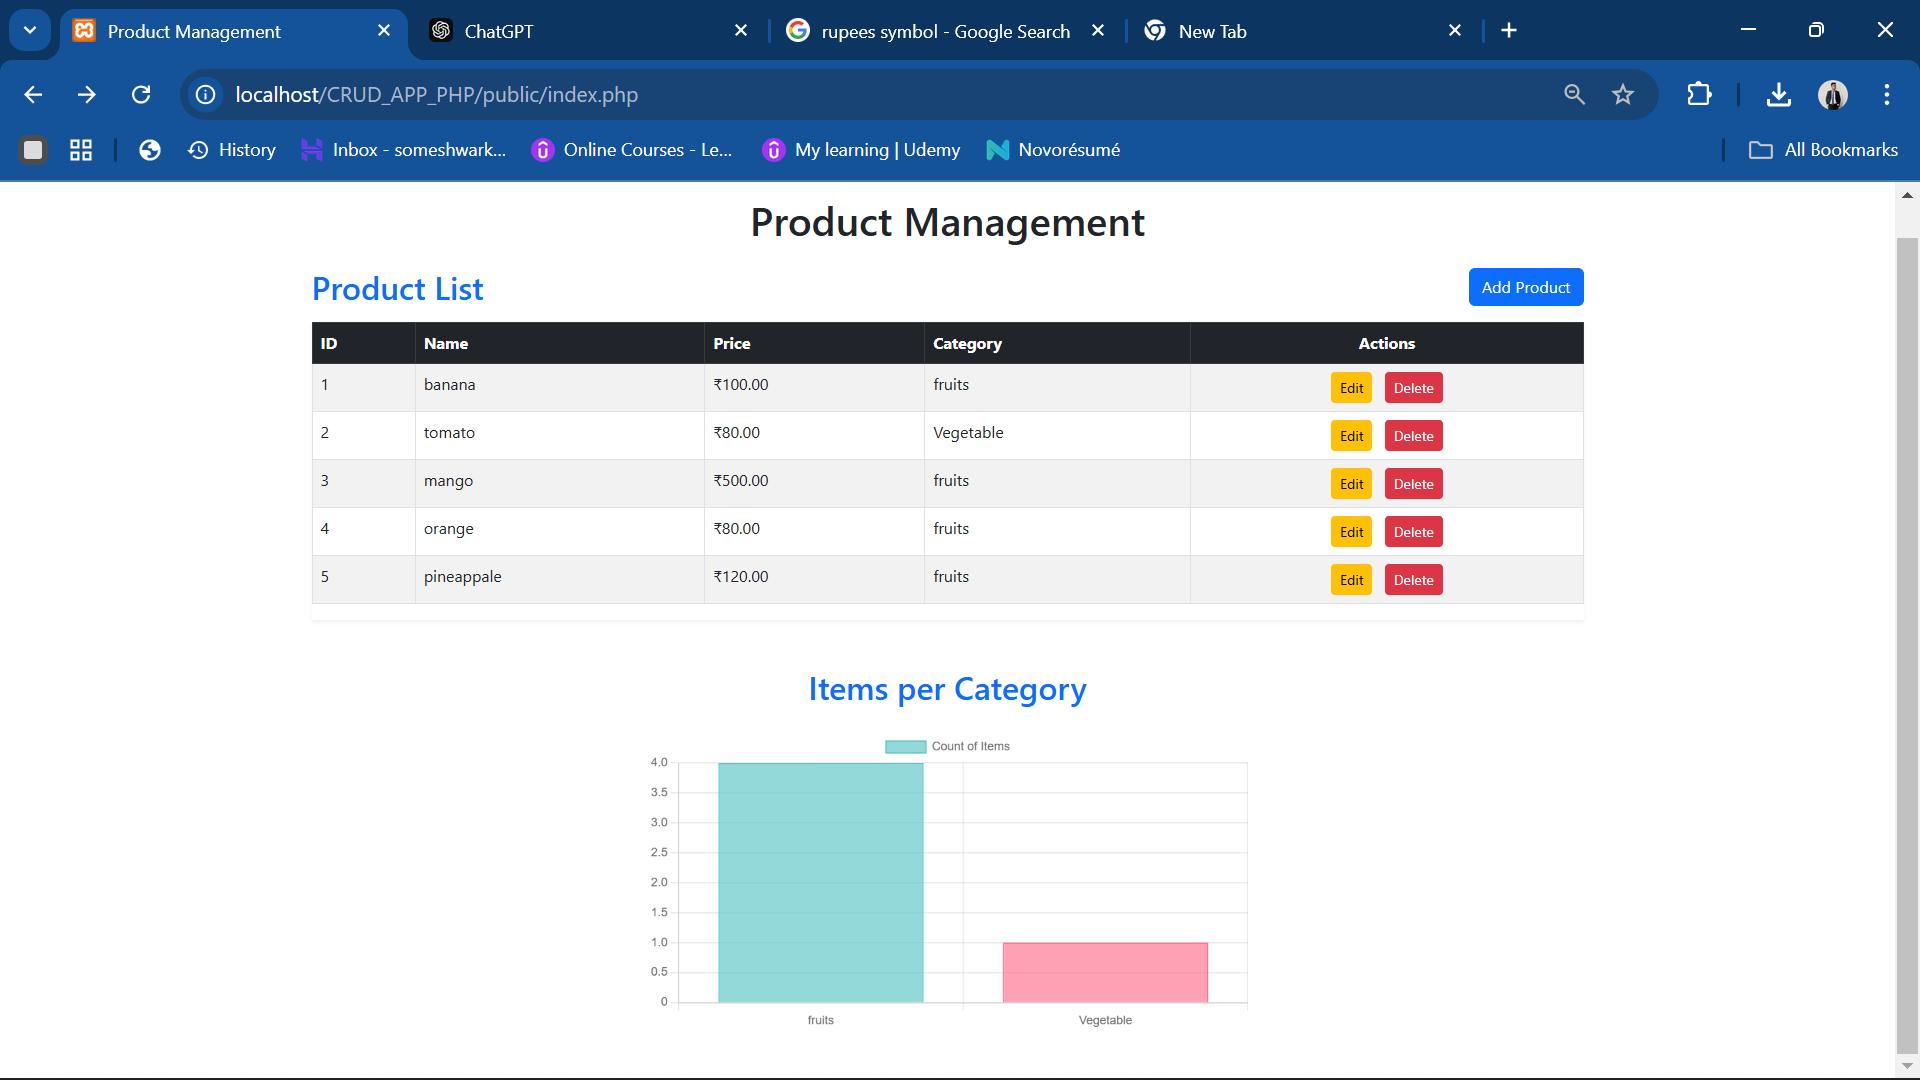 Product Management
ChatGPT
rupees symbol - Google Search
New Tab
localhost/CRUD_APP_PHP/public/index.php
History
Inbox - someshwark...
Online Courses - Le...
My learning | Udemy
Novorésumé
All Bookmarks
Product Management
Product List
Add Product
ID Name Price Category Actions
1 banana ₹100.00 fruits Edit Delete
2 tomato ₹80.00 Vegetable Edit Delete
3 mango ₹500.00 fruits Edit Delete
4 orange ₹80.00 fruits Edit Delete
5 pineappale ₹120.00 fruits Edit Delete
Items per Category
Count of Items
4.0
3.5
3.0
2.5
2.0
1.5
1.0
0.5
0
fruits Vegetable